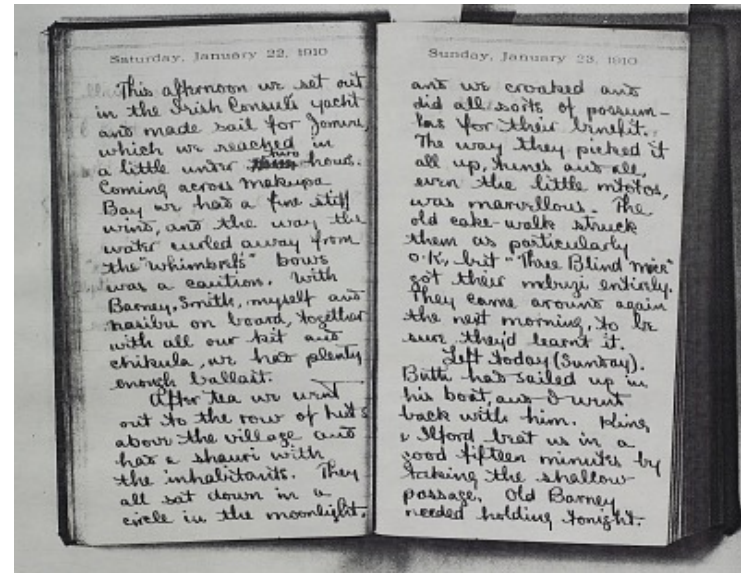 Saturday, January 22, 1910
This afternoon we set out
in the Irish Consul's yacht
and made sail for Jomvu,
which we reached in
a little under two hours.
Coming across Makupa
Bay we had a fine stiff
wind, and the way the
water curled away from
the "Whimbrel's" bows
was a caution. With
Barney, Smith, myself and
Nasibu on board, together
with all our kit and
chikula, we had plenty
enough ballast.
After tea we went
out to the row of huts
above the village and
had a shauri with
the inhabitants. They
all sat down in a
circle in the moonlight,
Sunday, January 23, 1910
and we croaked and
did all sorts of possum-
for their benefit.
The way they picked it
all up, tunes and all,
even the little mtotos,
was marvellous. The
old cake-walk struck
them as particularly
O.K, but "Three Blind Mice"
got their mbuzi entirely.
They came around again
the next morning, to be
sure they'd learnt it.
Left today (Sunday).
had sailed up in
his boat, and I went
back with him. King
& Ilford beat us in a
good fifteen minutes by
taking the shallow
passage. Old Barney
needed holding tonight.